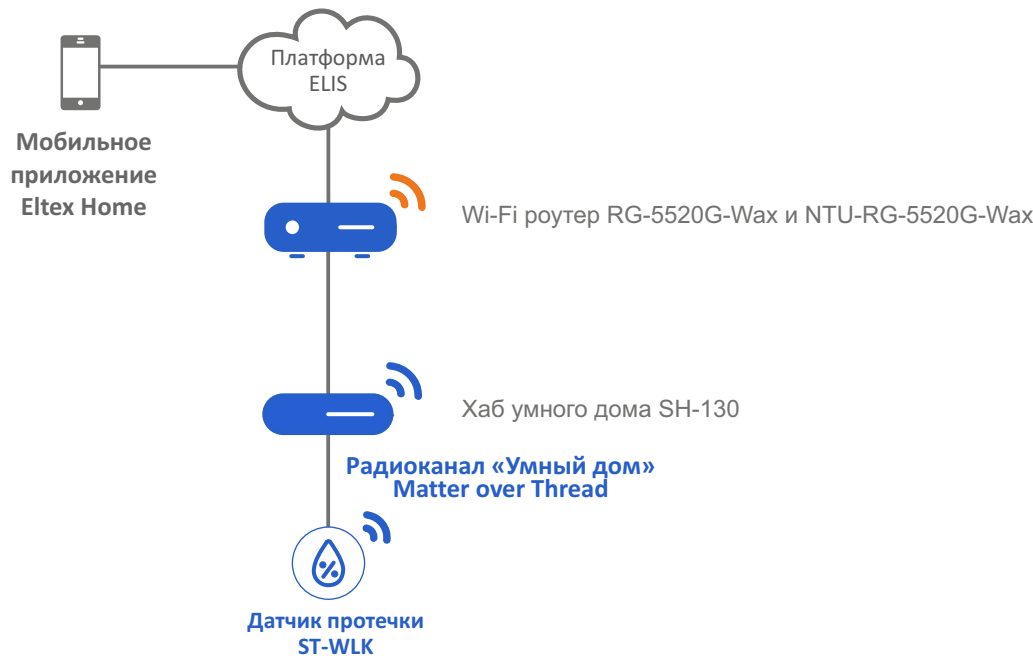 Платформа
ELIS
Мобильное
приложение
Eltex Home
Wi-Fi роутер RG-5520G-Wax и NTU-RG-5520G-Wax
Хаб умного дома SH-130
Радиоканал «Умный дом»
Matter over Thread
Датчик протечки
ST-WLK